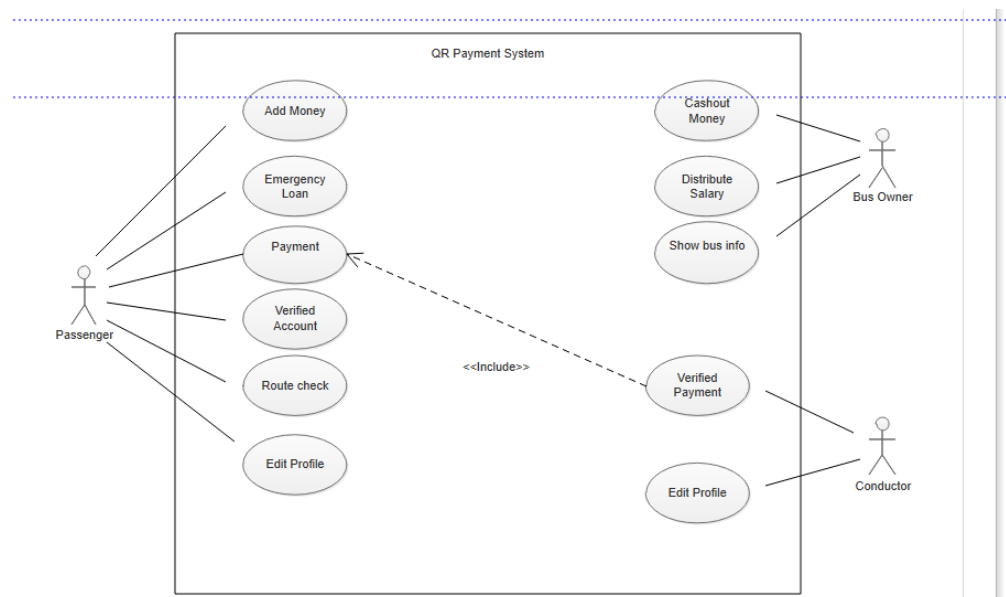 QR Payment System
Add Money
Emergency
Loan
Payment
Verified
Account
Route check
Edit Profile
Passenger
<<Include>>
Cashout
Money
Distribute
Salary
Show bus info
Bus Owner
Verified
Payment
Edit Profile
Conductor